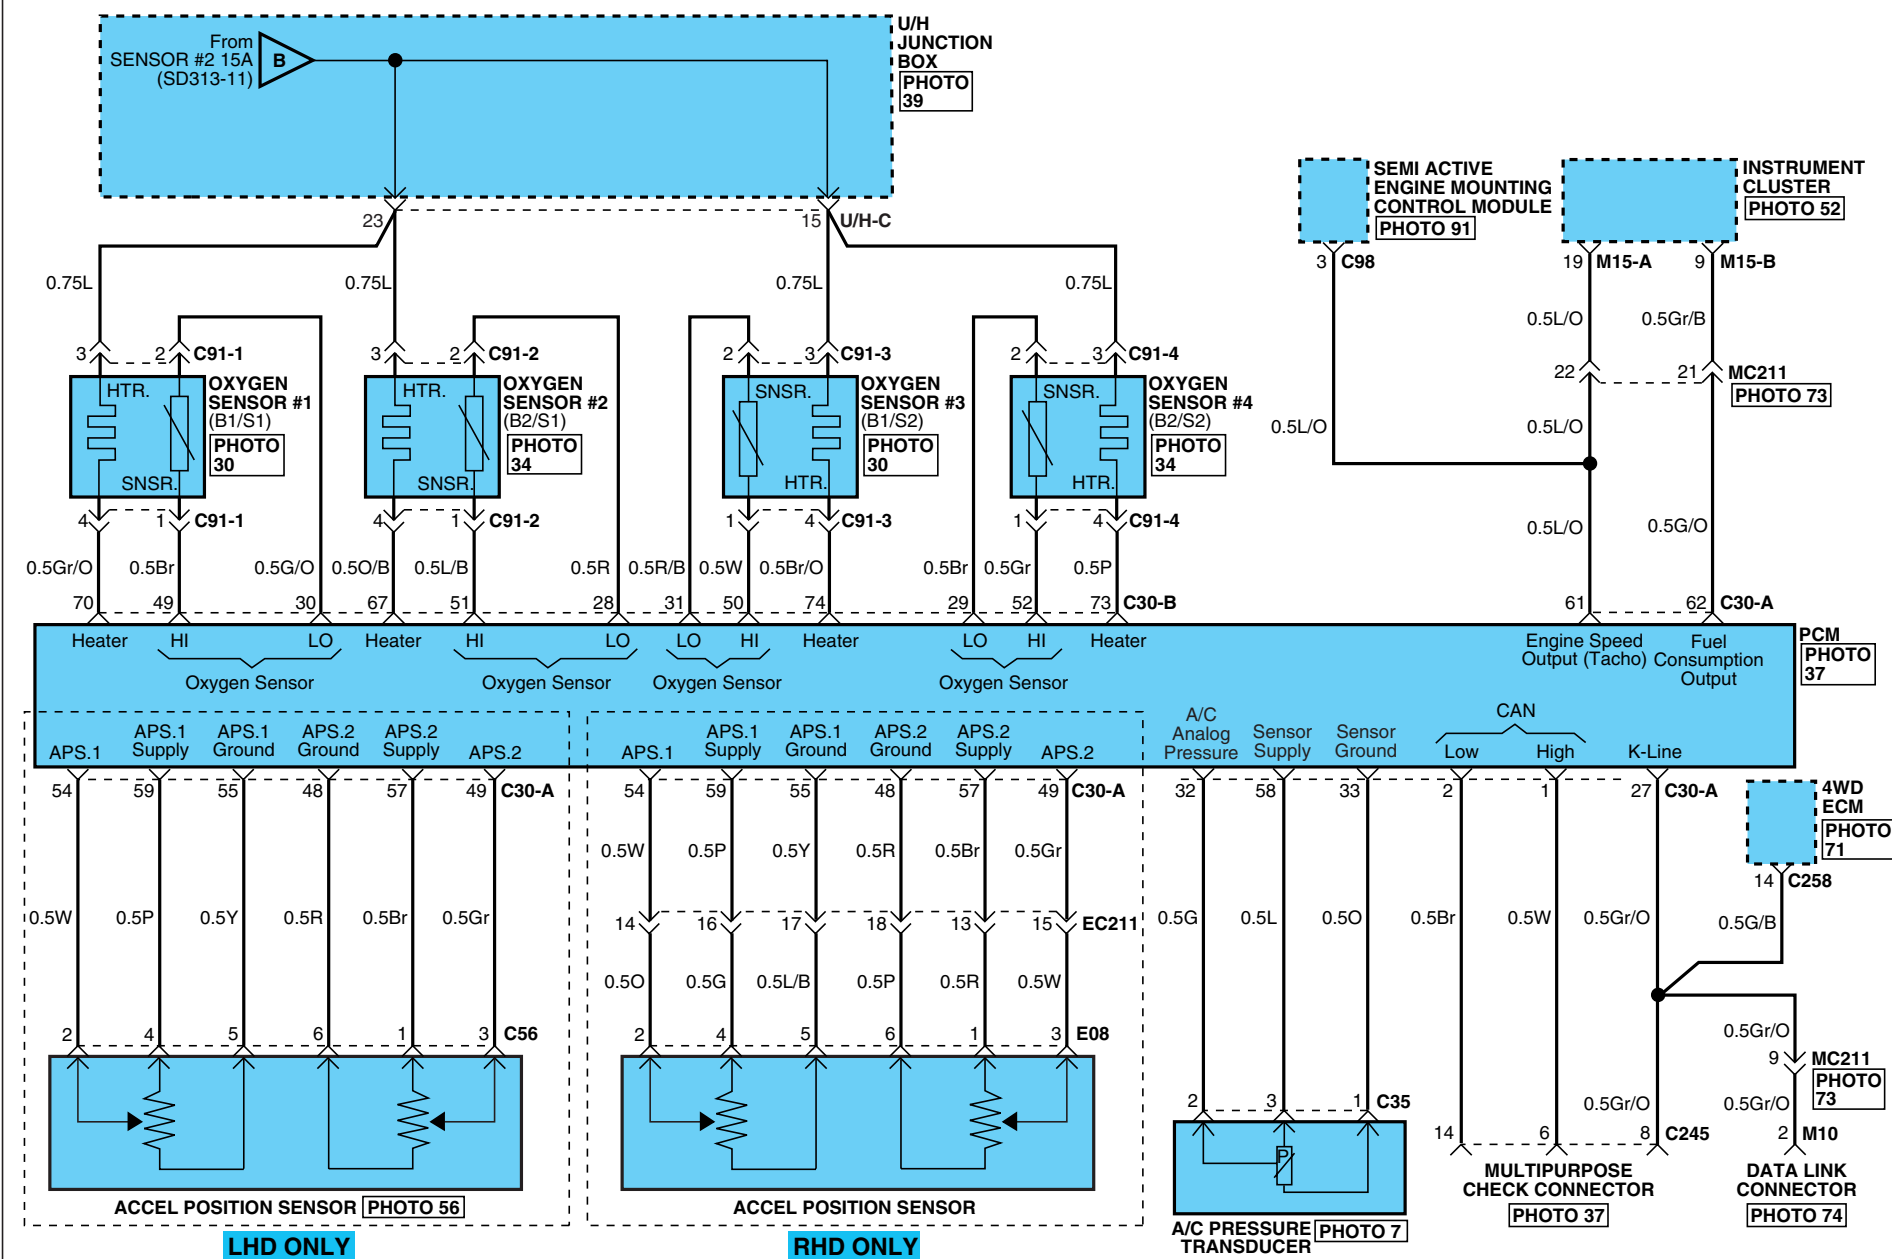 From
SENSOR #2 15A
(SD313-11)
B
U/H
JUNCTION
BOX
PHOTO
39
23
15
U/H-C
SEMI ACTIVE
ENGINE MOUNTING
CONTROL MODULE
PHOTO 91
INSTRUMENT
CLUSTER
PHOTO 52
3 C98
19 M15-A
9 M15-B
0.75L
0.75L
0.75L
0.75L
0.5L/O
0.5Gr/B
3
2
C91-1
3
2
C91-2
2
3
C91-3
2
3
C91-4
22
21
MC211
PHOTO 73
HTR.
SNSR.
OXYGEN
SENSOR #1
(B1/S1)
PHOTO
30
HTR.
SNSR.
OXYGEN
SENSOR #2
(B2/S1)
PHOTO
34
SNSR.
HTR.
OXYGEN
SENSOR #3
(B1/S2)
PHOTO
30
SNSR.
HTR.
OXYGEN
SENSOR #4
(B2/S2)
PHOTO
34
0.5L/O
0.5L/O
4
1
C91-1
4
1
C91-2
1
4
C91-3
1
4
C91-4
0.5L/O
0.5G/O
0.5Gr/O
0.5Br
0.5G/O
0.5O/B
0.5L/B
0.5R
0.5R/B
0.5W
0.5Br/O
0.5Br
0.5Gr
0.5P
70
49
30
67
51
28
31
50
74
29
52
73
C30-B
61
62
C30-A
Heater
HI
LO
Heater
HI
LO
LO
HI
Heater
LO
HI
Heater
Oxygen Sensor
Oxygen Sensor
Oxygen Sensor
Oxygen Sensor
Engine Speed
Output (Tacho)
Fuel
Consumption
Output
PCM
PHOTO
37
APS.1
APS.1
Supply
APS.1
Ground
APS.2
Ground
APS.2
Supply
APS.2
APS.1
APS.1
Supply
APS.1
Ground
APS.2
Ground
APS.2
Supply
APS.2
A/C
Analog
Pressure
Sensor
Supply
Sensor
Ground
CAN
Low
High
K-Line
54
59
55
48
57
49
C30-A
54
59
55
48
57
49
C30-A
32
58
33
2
1
27
C30-A
4WD
ECM
PHOTO
71
14 C258
0.5W
0.5P
0.5Y
0.5R
0.5Br
0.5Gr
0.5W
0.5P
0.5Y
0.5R
0.5Br
0.5Gr
14
16
17
18
13
15
EC211
0.5G
0.5L
0.5O
0.5Br
0.5W
0.5Gr/O
0.5G/B
0.5O
0.5G
0.5L/B
0.5P
0.5R
0.5W
2
4
5
6
1
3
C56
2
4
5
6
1
3
E08
0.5Gr/O
9
MC211
PHOTO
73
0.5Gr/O
0.5Gr/O
2
3
1
C35
14
6
8
C245
2 M10
P
ACCEL POSITION SENSOR
PHOTO 56
ACCEL POSITION SENSOR
MULTIPURPOSE
CHECK CONNECTOR
PHOTO 37
DATA LINK
CONNECTOR
PHOTO 74
A/C PRESSURE
TRANSDUCER
PHOTO 7
LHD ONLY
RHD ONLY